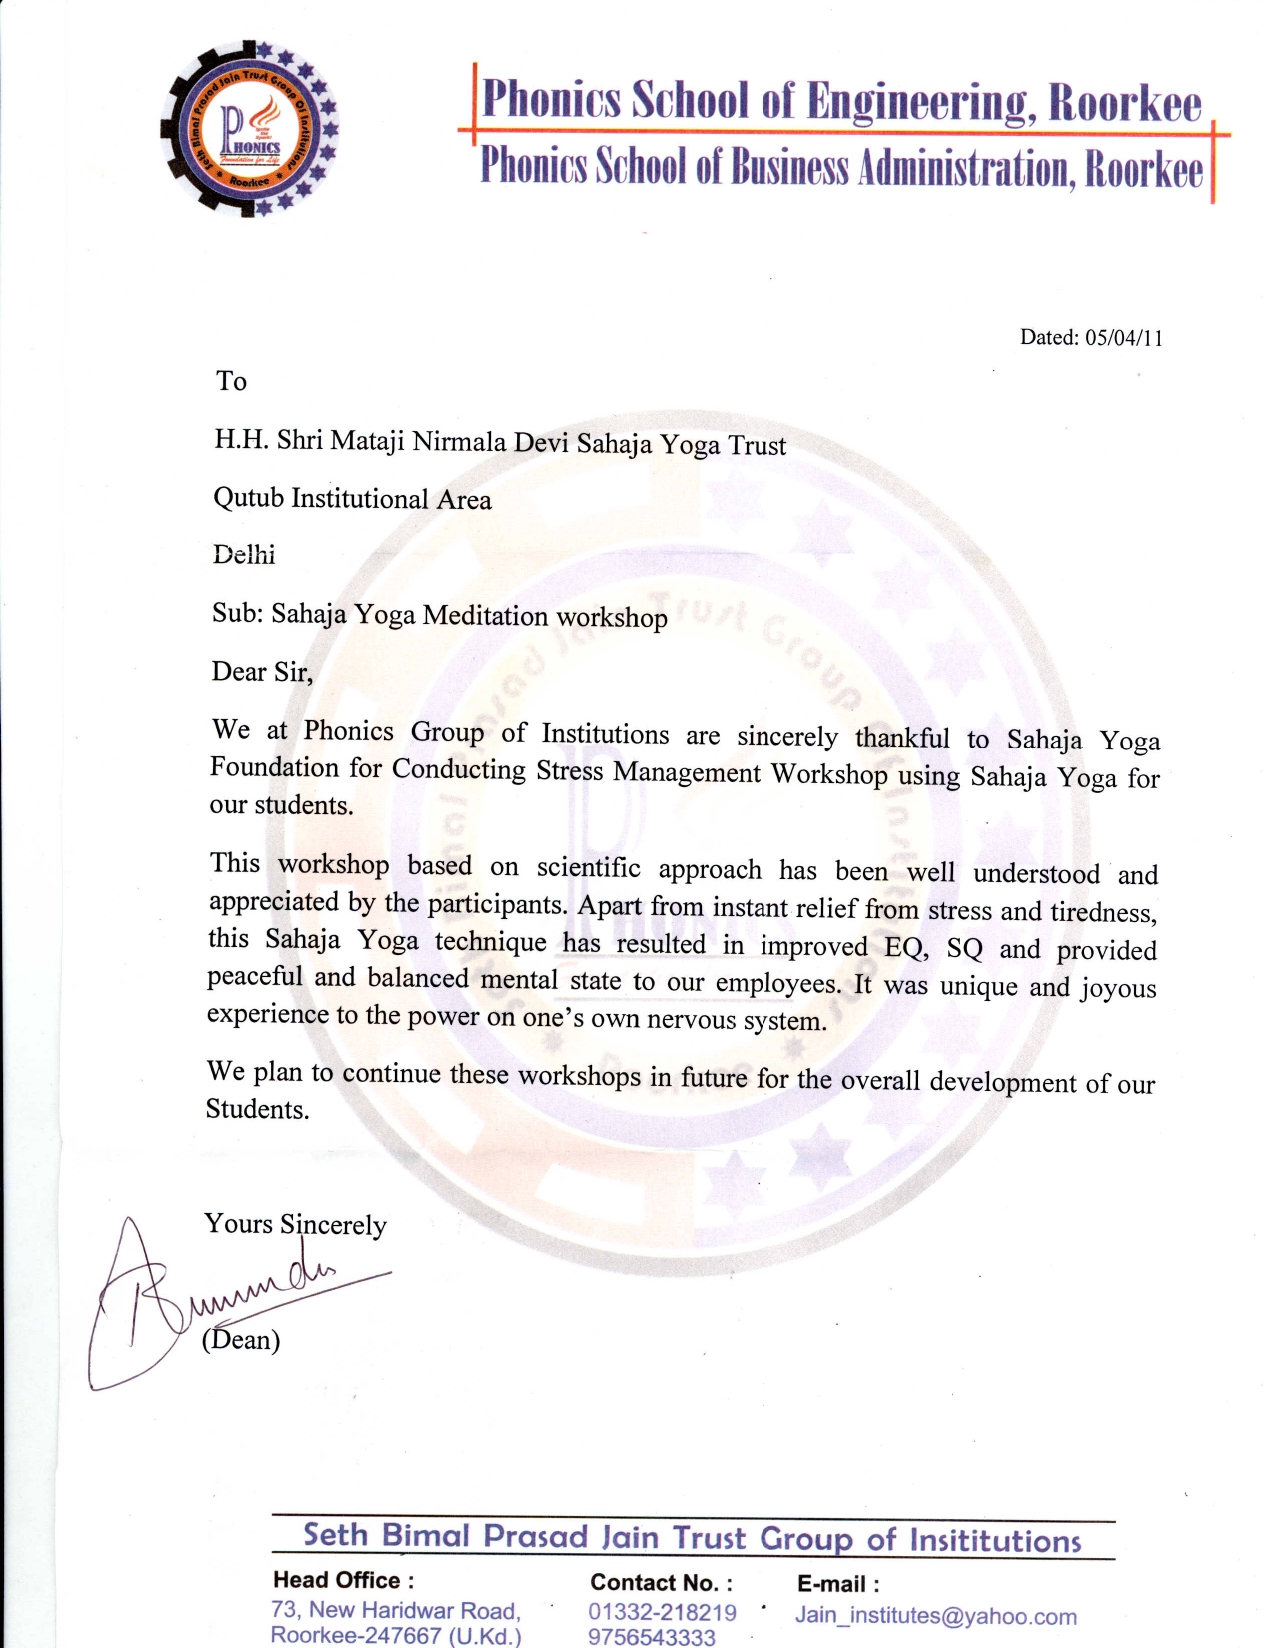 Seth Bimal Prasad Jain Trust Group Of Institutions
PHONICS
Ignite the Spirit
Foundation for Life
Roorkee
Phonics School of Engineering, Roorkee
Phonics School of Business Administration, Roorkee
Dated: 05/04/11
To
H.H. Shri Mataji Nirmala Devi Sahaja Yoga Trust
Qutub Institutional Area
Delhi
Sub: Sahaja Yoga Meditation workshop
Dear Sir,
We at Phonics Group of Institutions are sincerely thankful to Sahaja Yoga
Foundation for Conducting Stress Management Workshop using Sahaja Yoga for
our students.
This workshop based on scientific approach has been well understood and
appreciated by the participants. Apart from instant relief from stress and tiredness,
this Sahaja Yoga technique has resulted in improved EQ, SQ and provided
peaceful and balanced mental state to our employees. It was unique and joyous
experience to the power on one's own nervous system.
We plan to continue these workshops in future for the overall development of our
Students.
Yours Sincerely
(Dean)
Seth Bimal Prasad Jain Trust Group of Insititutions
Head Office : Contact No. : E-mail :
73, New Haridwar Road, 01332-218219 Jain_institutes@yahoo.com
Roorkee-247667 (U.Kd.) 9756543333